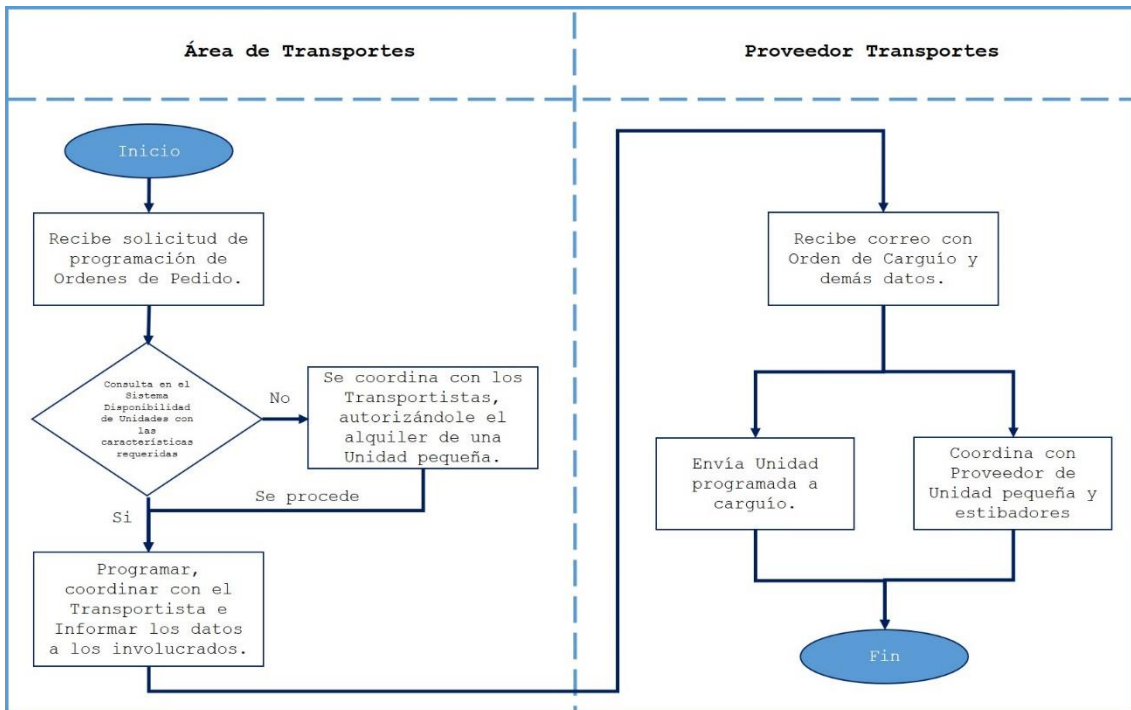 Área de Transportes
Proveedor Transportes
Inicio
Recibe solicitud de
programación de
Ordenes de Pedido.
Consulta en el
Sistema
Disponibilidad
de Unidades con
las
características
requeridas
No
Se coordina con los
Transportistas,
autorizándole el
alquiler de una
Unidad pequeña.
Se procede
Si
Programar,
coordinar con el
Transportista e
Informar los datos
a los involucrados.
Recibe correo con
Orden de Carguío y
demás datos.
Envía Unidad
programada a
carguío.
Coordina con
Proveedor de
Unidad pequeña y
estibadores
Fin